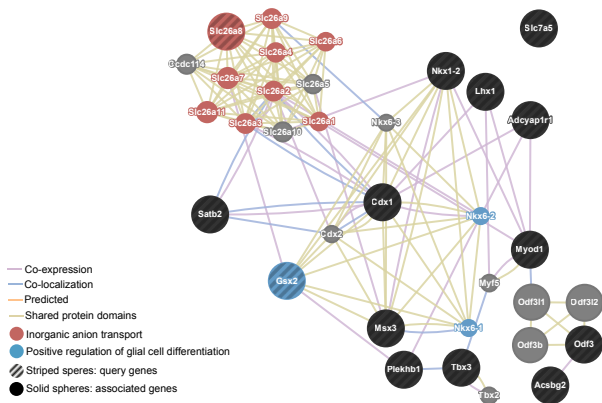 Slc26a9
Slc26a8
Slc26a6
Slc26a4
Ccdc114
Slc26a7
Slc26a5
Slc26a2
Slc26a11
Slc26a3
Slc26a1
Slc26a10
Slc7a5
Nkx1-2
Lhx1
Nkx6-3
Adcyap1r1
Cdx1
Satb2
Nkx6-2
Cdx2
Myod1
Gsx2
Myf5
Odf3l1
Odf3l2
Msx3
Nkx6-1
Odf3b
Odf3
Plekhb1
Tbx3
Acsbg2
Tbx2
Co-expression
Co-localization
Predicted
Shared protein domains
Inorganic anion transport
Positive regulation of glial cell differentiation
Striped speres: query genes
Solid spheres: associated genes